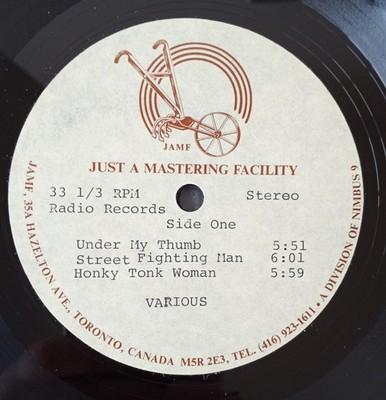 JAMF
JUST A MASTERING FACILITY
33 1/3 RPM Stereo
Radio Records
Side One
Under My Thumb 5:51
Street Fighting Man 6:01
Honky Tonk Woman 5:59
VARIOUS
JAMF, 35A HAZELTON AVE., TORONTO, CANADA M5R 2E3, TEL. (416) 923-1611 • A DIVISION OF NIMBUS 9